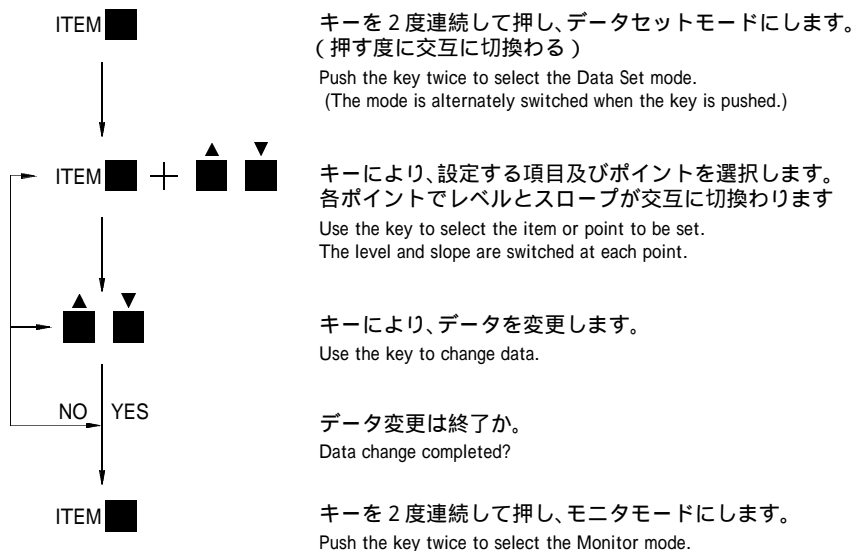 ITEM
キーを2度連続して押し、データセットモードにします。
(押す度に交互に切換わる)
Push the key twice to select the Data Set mode.
(The mode is alternately switched when the key is pushed.)
▲ ▼
ITEM +
キーにより、設定する項目及びポイントを選択します。
各ポイントでレベルとスロープが交互に切換わります
Use the key to select the item or point to be set.
The level and slope are switched at each point.
▲ ▼
キーにより、データを変更します。
Use the key to change data.
NO YES
データ変更は終了か。
Data change completed?
ITEM
キーを2度連続して押し、モニタモードにします。
Push the key twice to select the Monitor mode.